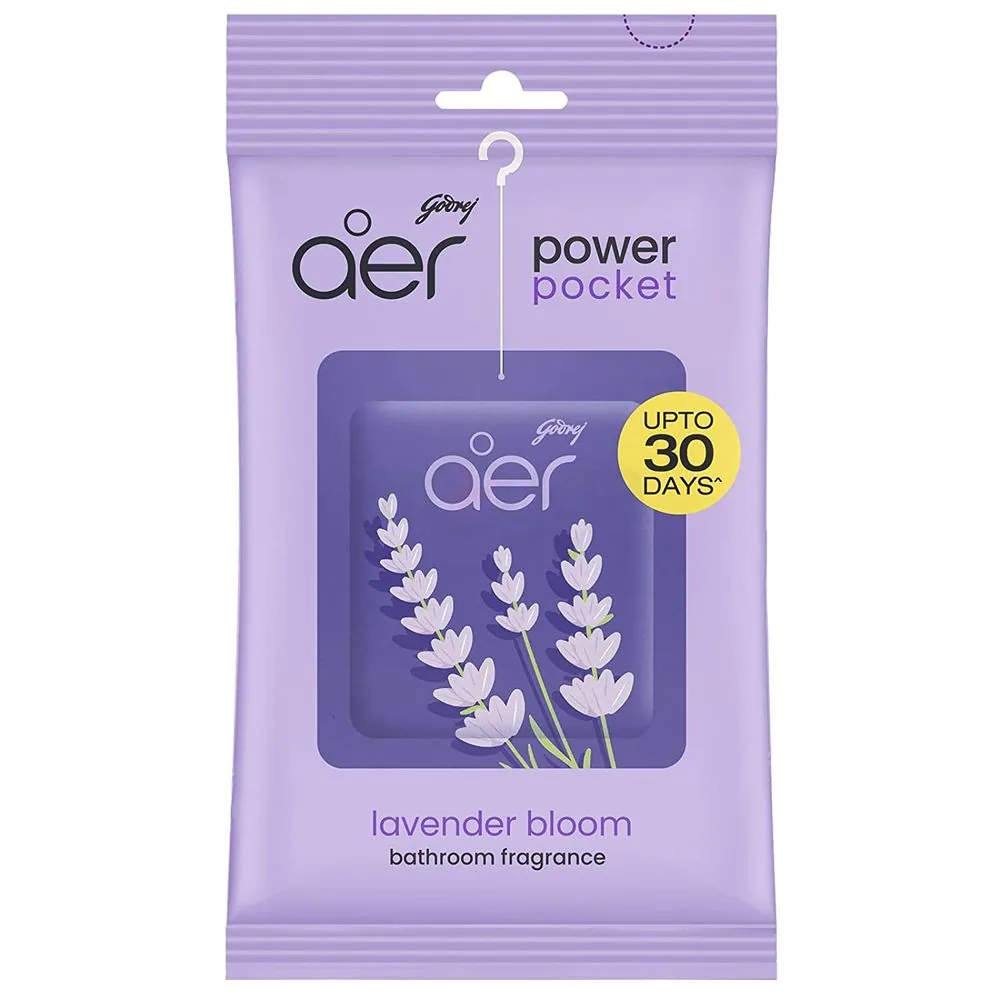 Godrej
aer
power
pocket
Godrej
aer
UPTO
30
DAYS^
lavender bloom
bathroom fragrance